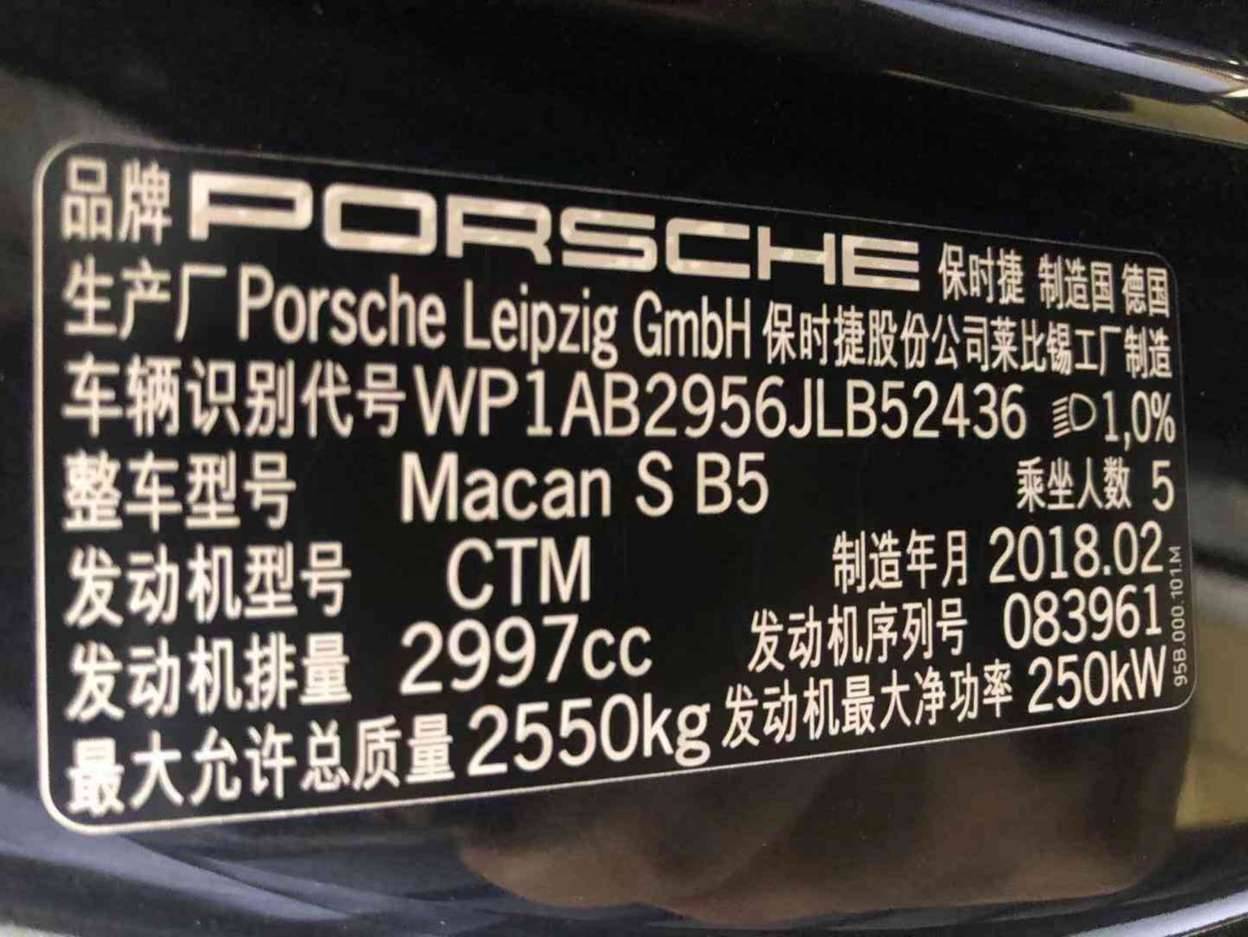 品牌 PORSCHE 保时捷 制造国 德国
生产厂 Porsche Leipzig GmbH 保时捷股份公司莱比锡工厂制造
车辆识别代号 WP1AB2956JLB52436 1,0%
整车型号 Macan S B5 乘坐人数 5
发动机型号 CTM 制造年月 2018.02
发动机排量 2997cc 发动机序列号 083961
最大允许总质量 2550kg 发动机最大净功率 250kW
95B.000.101.M